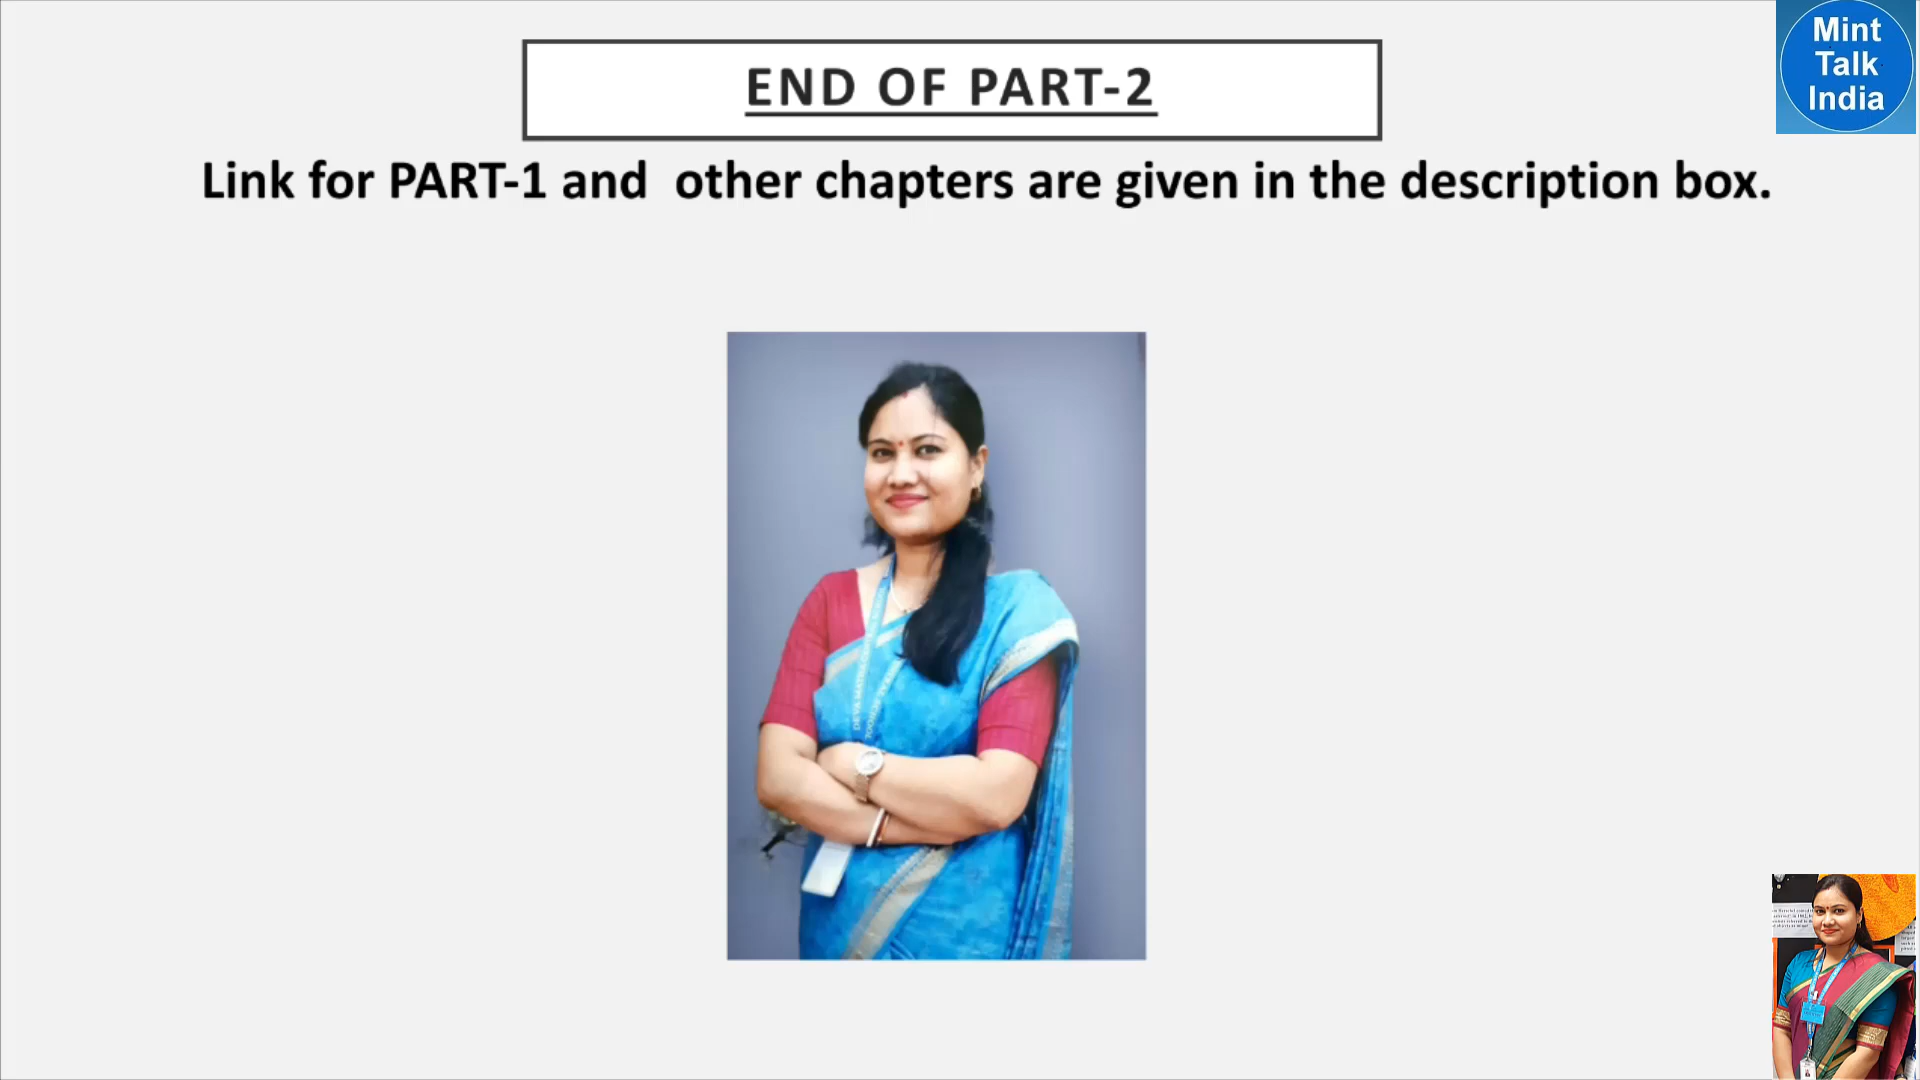 END OF PART-2
Mint
Talk
India
Link for PART-1 and  other chapters are given in the description box.